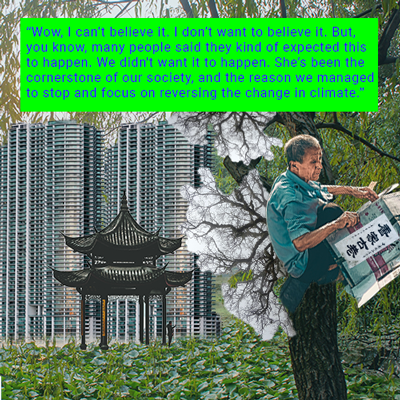 “Wow, I can’t believe it. I don’t want to believe it. But,
you know, many people said they kind of expected this
to happen. We didn’t want it to happen. She’s been the
cornerstone of our society, and the reason we managed
to stop and focus on reversing the change in climate.”